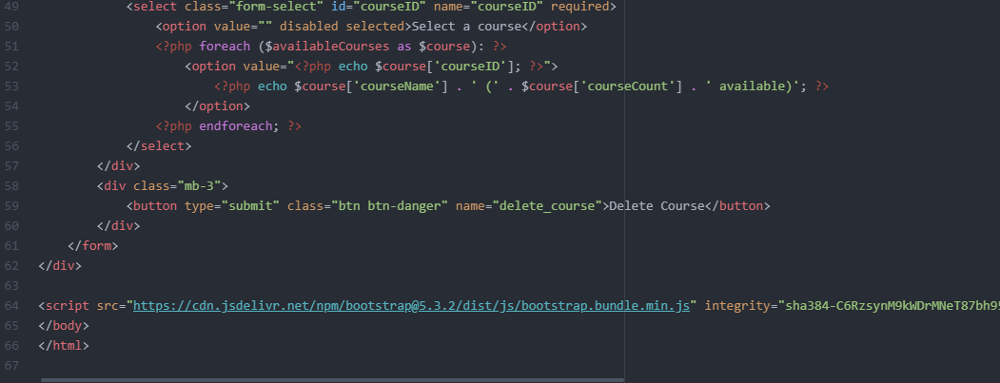 49 <select class="form-select" id="courseID" name="courseID" required>
50 <option value="" disabled selected>Select a course</option>
51 <?php foreach ($availableCourses as $course): ?>
52 <option value="<?php echo $course['courseID']; ?>">
53 <?php echo $course['courseName'] . ' (' . $course['courseCount'] . ' available)'; ?>
54 </option>
55 <?php endforeach; ?>
56 </select>
57 </div>
58 <div class="mb-3">
59 <button type="submit" class="btn btn-danger" name="delete_course">Delete Course</button>
60 </div>
61 </form>
62 </div>
63
64 <script src="https://cdn.jsdelivr.net/npm/bootstrap@5.3.2/dist/js/bootstrap.bundle.min.js" integrity="sha384-C6RzsynM9kWDrMNeT87bh95
65 </body>
66 </html>
67